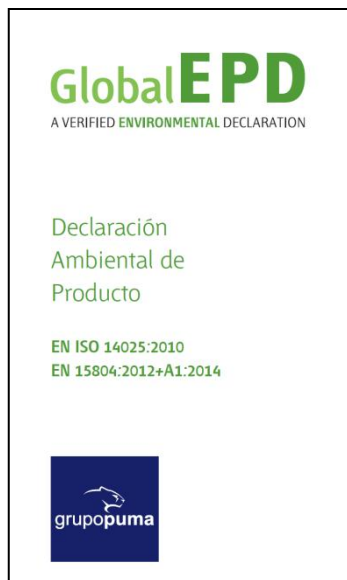 GlobalEPD
A VERIFIED ENVIRONMENTAL DECLARATION
Declaración
Ambiental de
Producto
EN ISO 14025:2010
EN 15804:2012+A1:2014
grupopuma